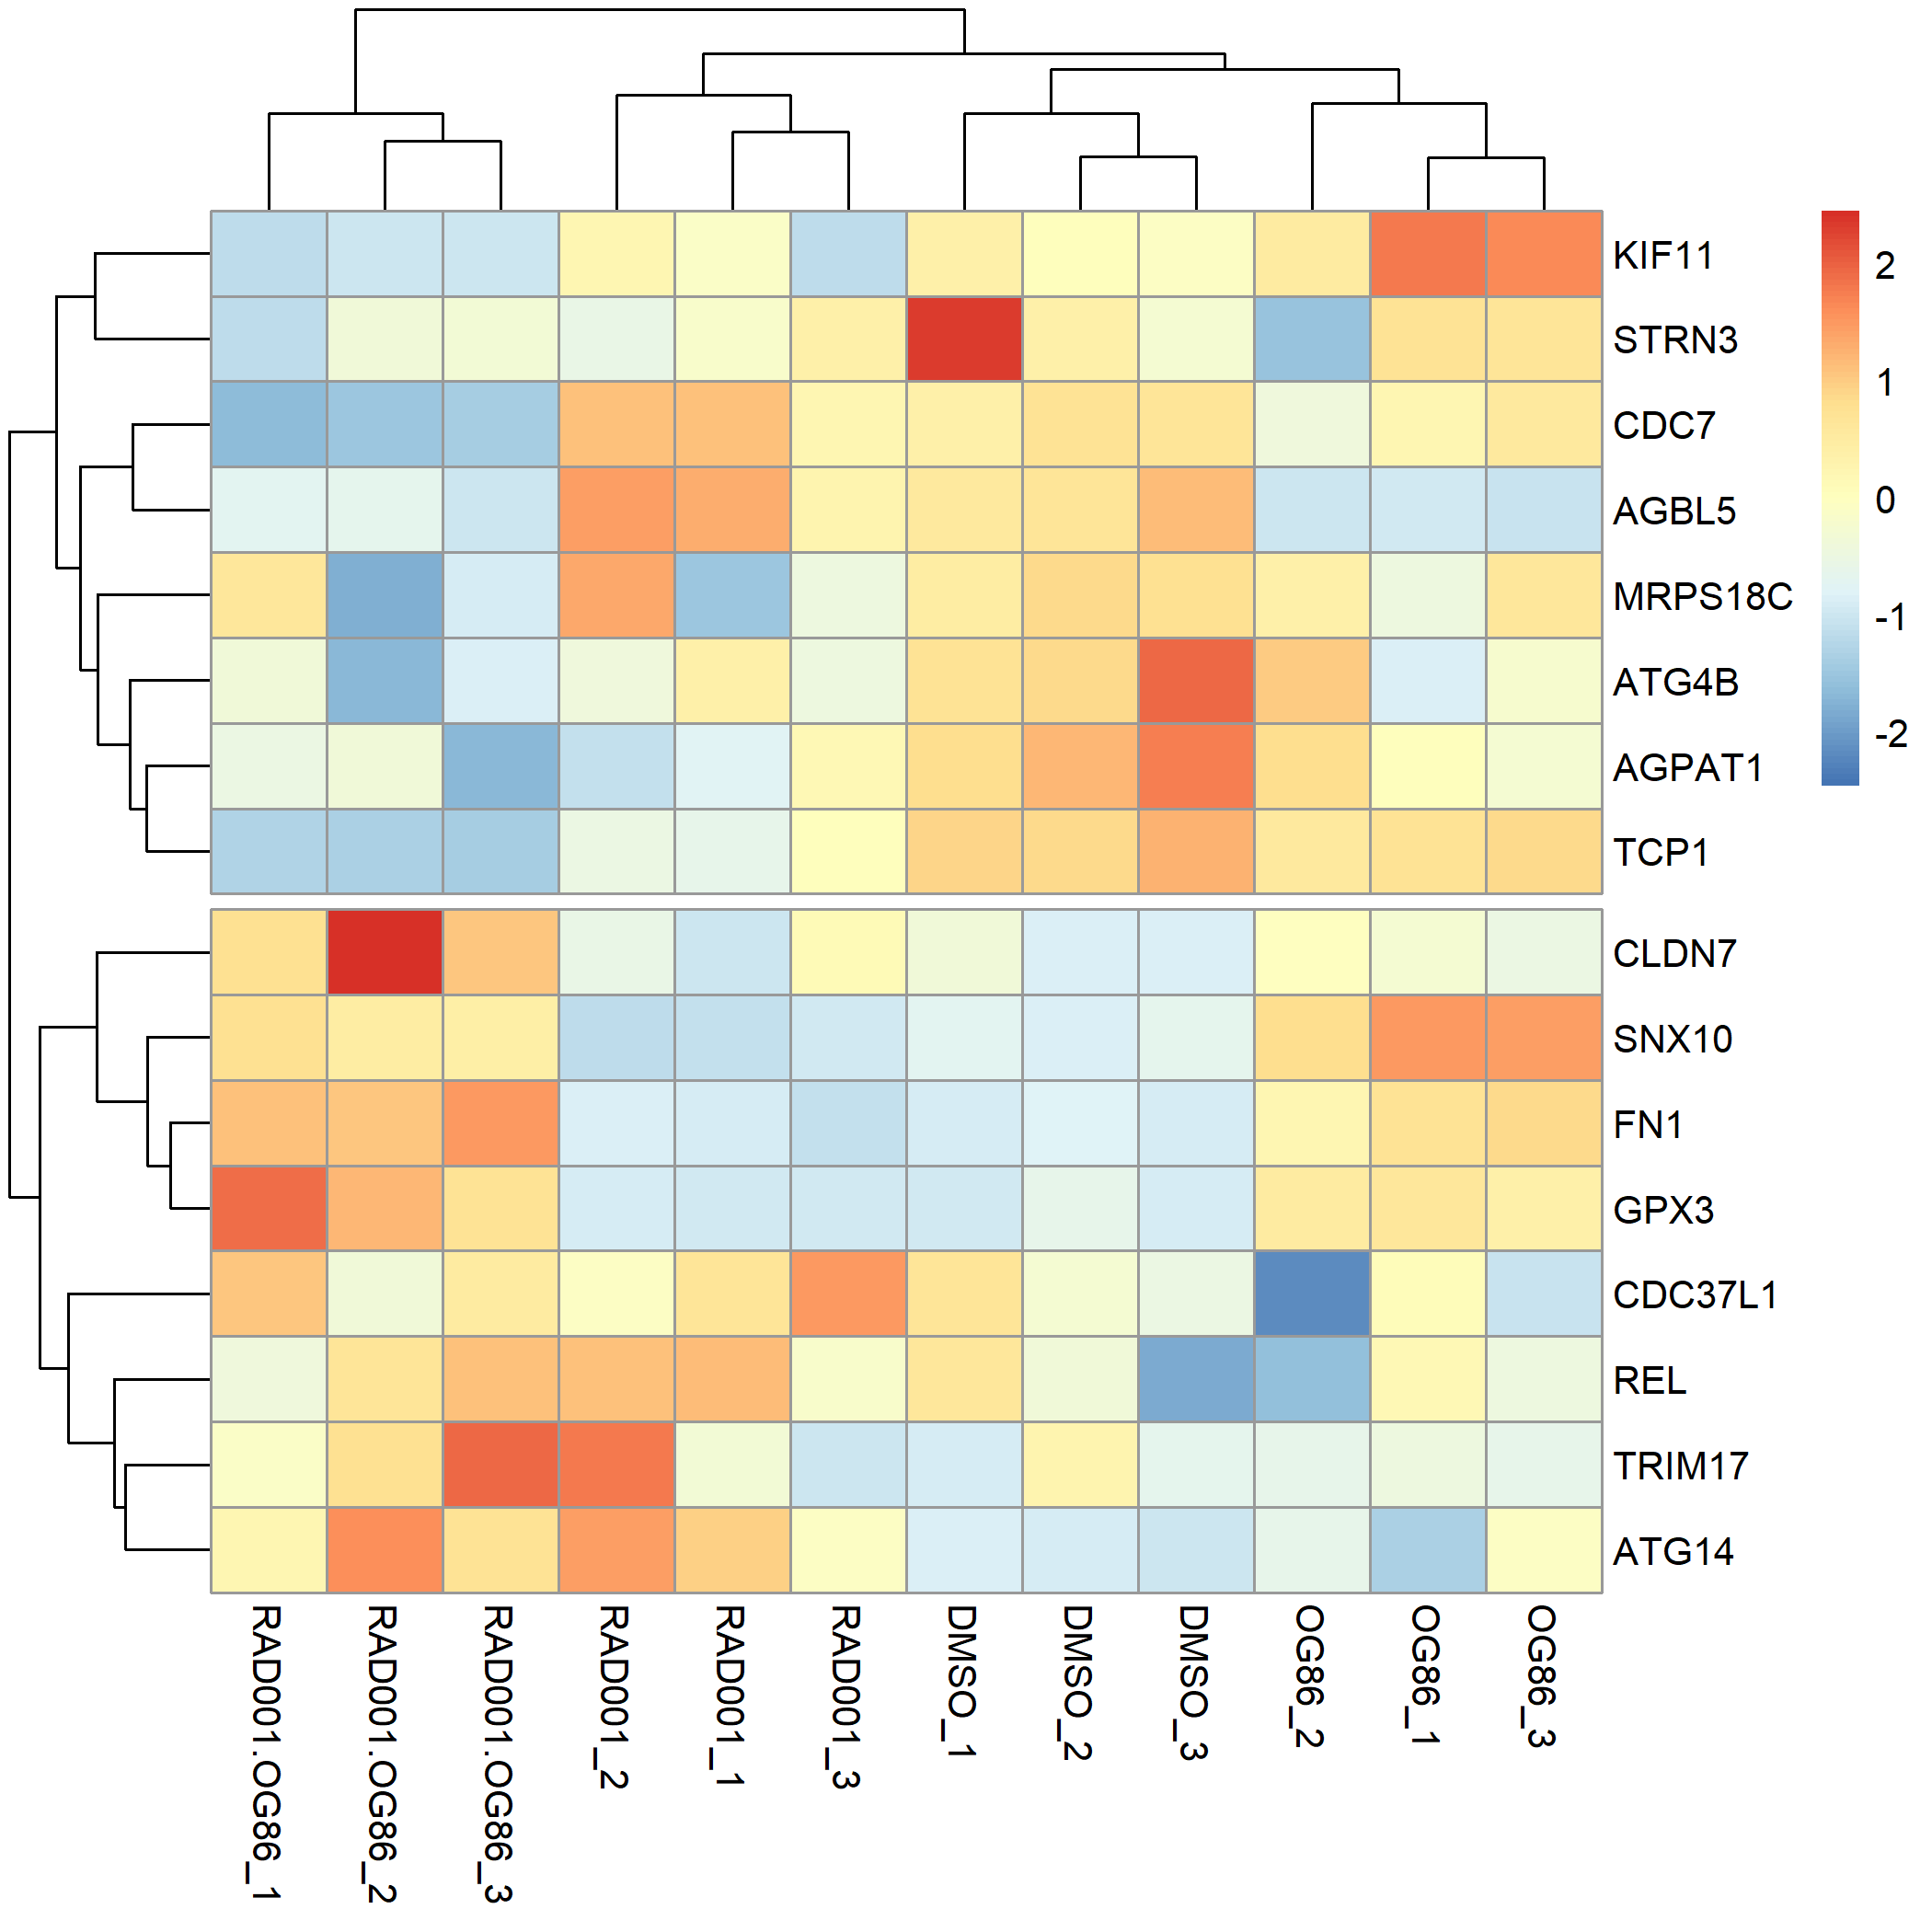 KIF11
STRN3
CDC7
AGBL5
MRPS18C
ATG4B
AGPAT1
TCP1
CLDN7
SNX10
FN1
GPX3
CDC37L1
REL
TRIM17
ATG14
2
1
0
-1
-2
RAD001.OG86_1
RAD001.OG86_2
RAD001.OG86_3
RAD001_2
RAD001_1
RAD001_3
DMSO_1
DMSO_2
DMSO_3
OG86_2
OG86_1
OG86_3